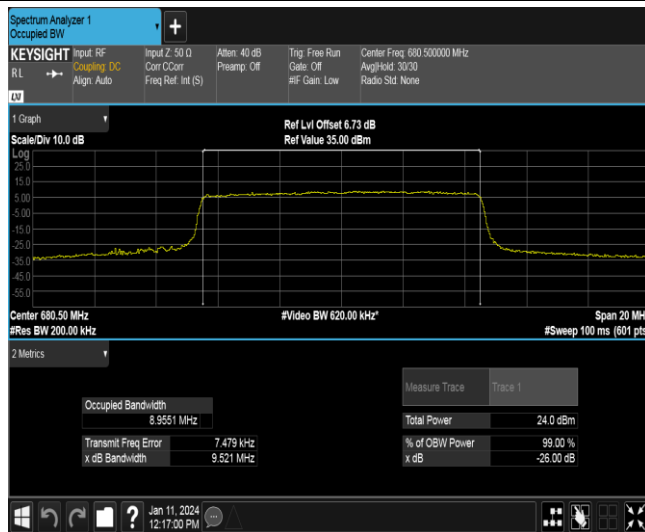 Spectrum Analyzer 1
Occupied BW
+
KEYSIGHT
RL
LXI
Input: RF
Coupling: DC
Align: Auto
Input Z: 50 Ω
Corr CCorr
Freq Ref: Int (S)
Atten: 40 dB
Preamp: Off
Trig: Free Run
Gate: Off
#IF Gain: Low
Center Freq: 680.500000 MHz
Avg|Hold: 30/30
Radio Std: None
1 Graph
Scale/Div 10.0 dB
Ref Lvl Offset 6.73 dB
Ref Value 35.00 dBm
Log
25.0
15.0
5.00
-5.00
-15.0
-25.0
-35.0
-45.0
-55.0
Center 680.50 MHz
#Video BW 620.00 kHz*
Span 20 MH
#Res BW 200.00 kHz
#Sweep 100 ms (601 pts
2 Metrics
Measure Trace Trace 1
Occupied Bandwidth
8.9551 MHz
Total Power 24.0 dBm
Transmit Freq Error 7.479 kHz
% of OBW Power 99.00 %
x dB Bandwidth 9.521 MHz
x dB -26.00 dB
?
Jan 11, 2024
12:17:00 PM